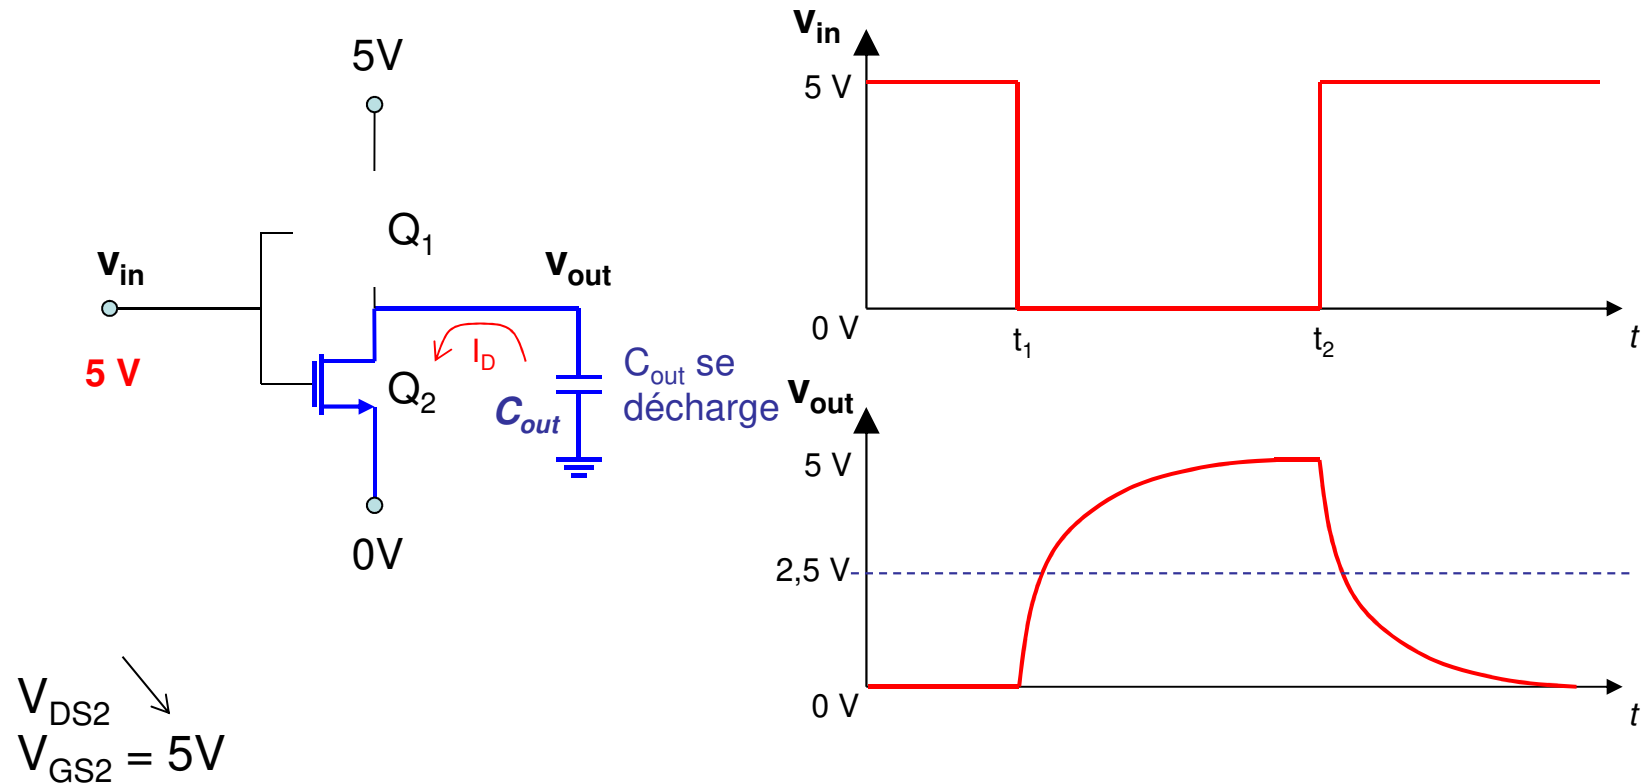 5V
Q1
vin
vout
5 V
ID
Q2
Cout
Cout se
décharge
0V
VDS2
VGS2 = 5V
vin
5 V
0 V
t1
t2
t
vout
5 V
2,5 V
0 V
t